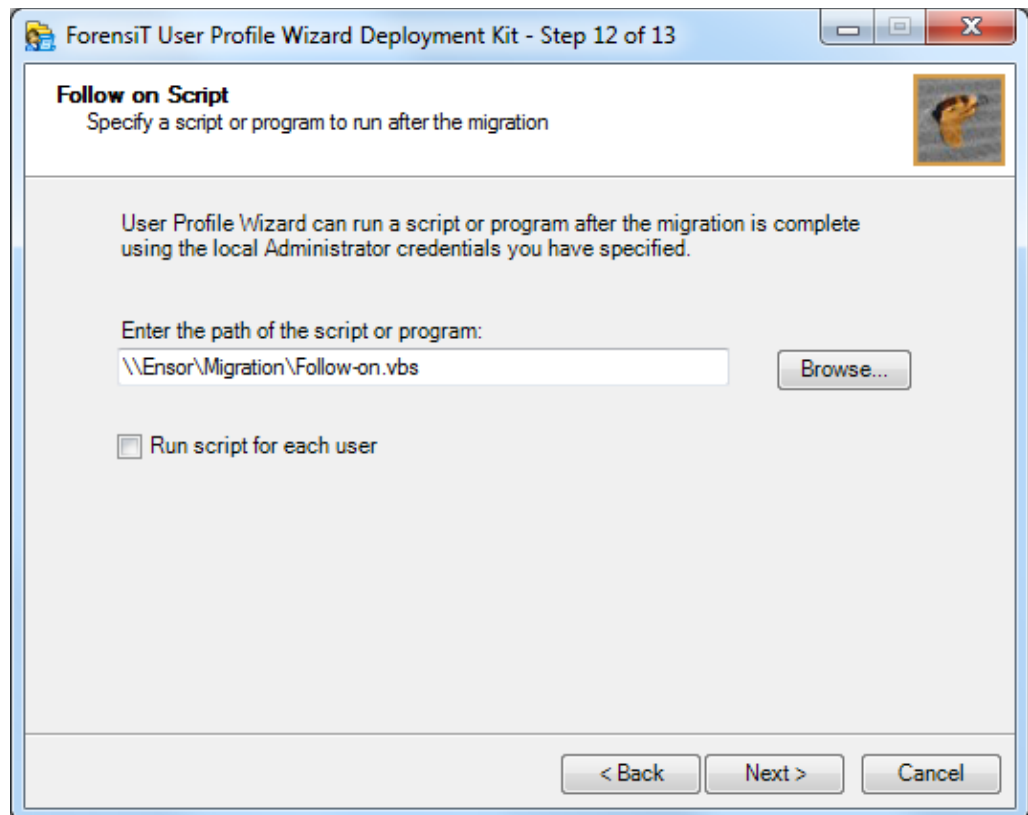 ForensiT User Profile Wizard Deployment Kit - Step 12 of 13
Follow on Script
Specify a script or program to run after the migration
User Profile Wizard can run a script or program after the migration is complete
using the local Administrator credentials you have specified.
Enter the path of the script or program:
\\Ensor\Migration\Follow-on.vbs
Browse...
Run script for each user
< Back
Next >
Cancel